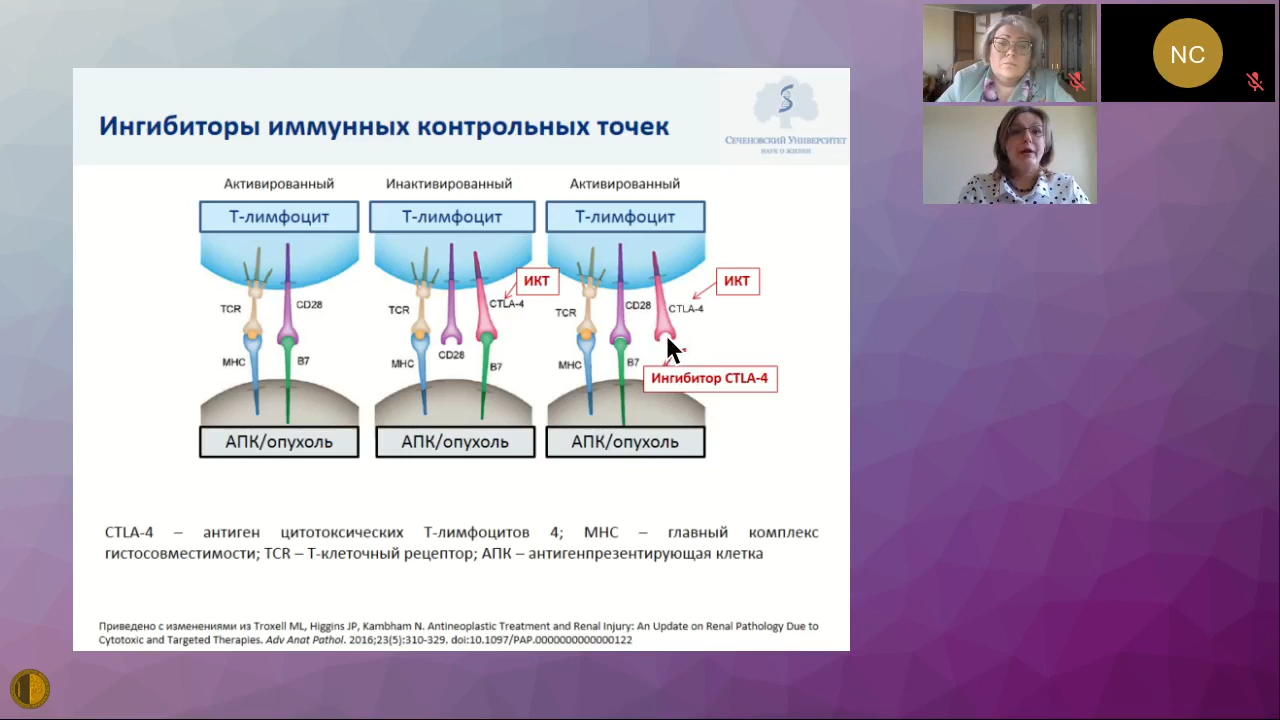 NC
Ингибиторы иммунных контрольных точек
Сеченовский Университет
НАУК О ЖИЗНИ
Активированный
Инактивированный
Активированный
Т-лимфоцит
Т-лимфоцит
Т-лимфоцит
ИКТ
ИКТ
TCR
CD28
TCR
CTLA-4
TCR
CD28
CTLA-4
MHC
B7
MHC
CD28
B7
MHC
B7
Ингибитор CTLA-4
АПК/опухоль
АПК/опухоль
АПК/опухоль
CTLA-4 – антиген цитотоксических Т-лимфоцитов 4; МНС – главный комплекс
гистосовместимости; TCR – Т-клеточный рецептор; АПК – антигенпрезентирующая клетка
Приведено с изменениями из Troxell ML, Higgins JP, Kambham N. Antineoplastic Treatment and Renal Injury: An Update on Renal Pathology Due to
Cytotoxic and Targeted Therapies. Adv Anat Pathol. 2016;23(5):310-329. doi:10.1097/PAP.0000000000000122